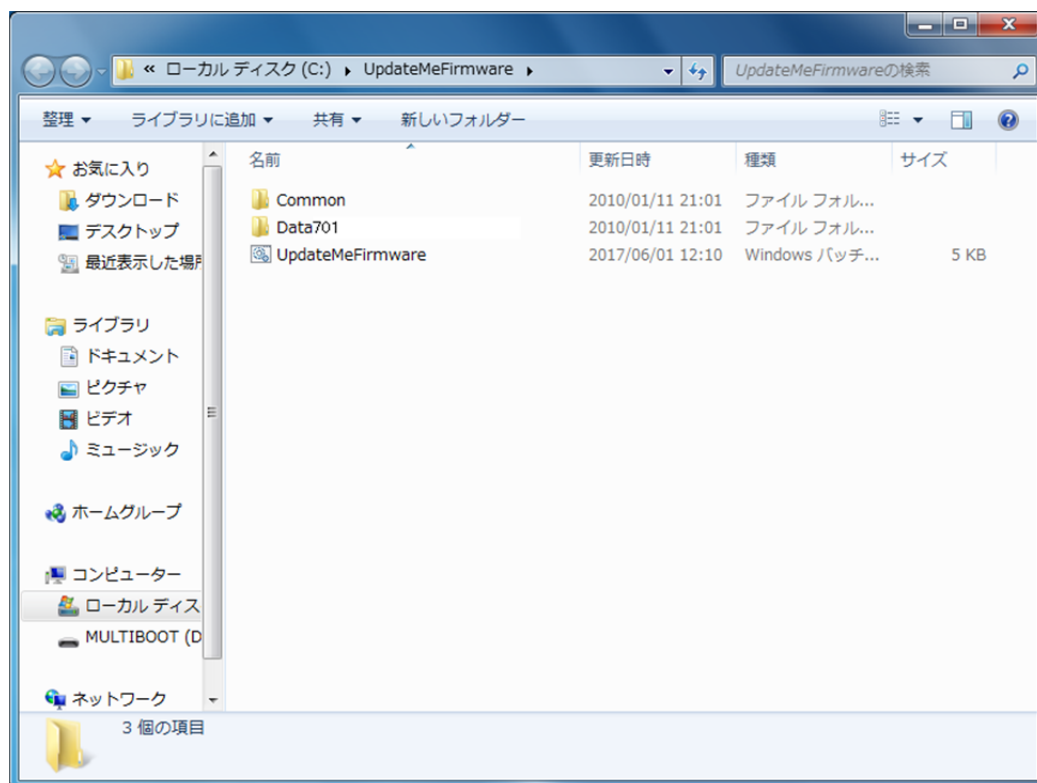 « ローカル ディスク (C:) ▸ UpdateMeFirmware ▸
UpdateMeFirmwareの検索
整理 ▼ ライブラリに追加 ▼ 共有 ▼ 新しいフォルダー
お気に入り
ダウンロード
デスクトップ
最近表示した場所
ライブラリ
ドキュメント
ピクチャ
ビデオ
ミュージック
ホームグループ
コンピューター
ローカル ディス
MULTIBOOT (D
ネットワーク
名前 更新日時 種類 サイズ
Common 2010/01/11 21:01 ファイル フォル...
Data701 2010/01/11 21:01 ファイル フォル...
UpdateMeFirmware 2017/06/01 12:10 Windows バッチ... 5 KB
3 個の項目